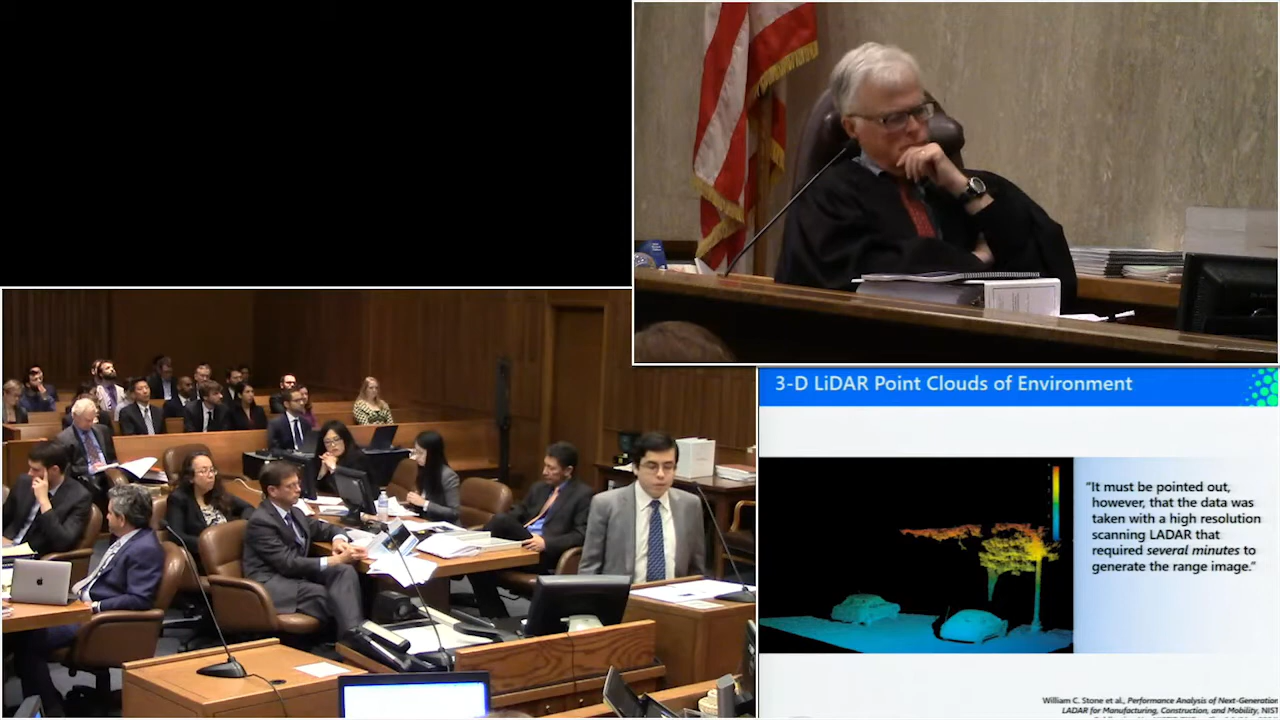 3-D LiDAR Point Clouds of Environment
"It must be pointed out,
however, that the data was
taken with a high resolution
scanning LADAR that
required several minutes to
generate the range image."
William C. Stone et al., Performance Analysis of Next-Generation
LADAR for Manufacturing, Construction, and Mobility, NIST